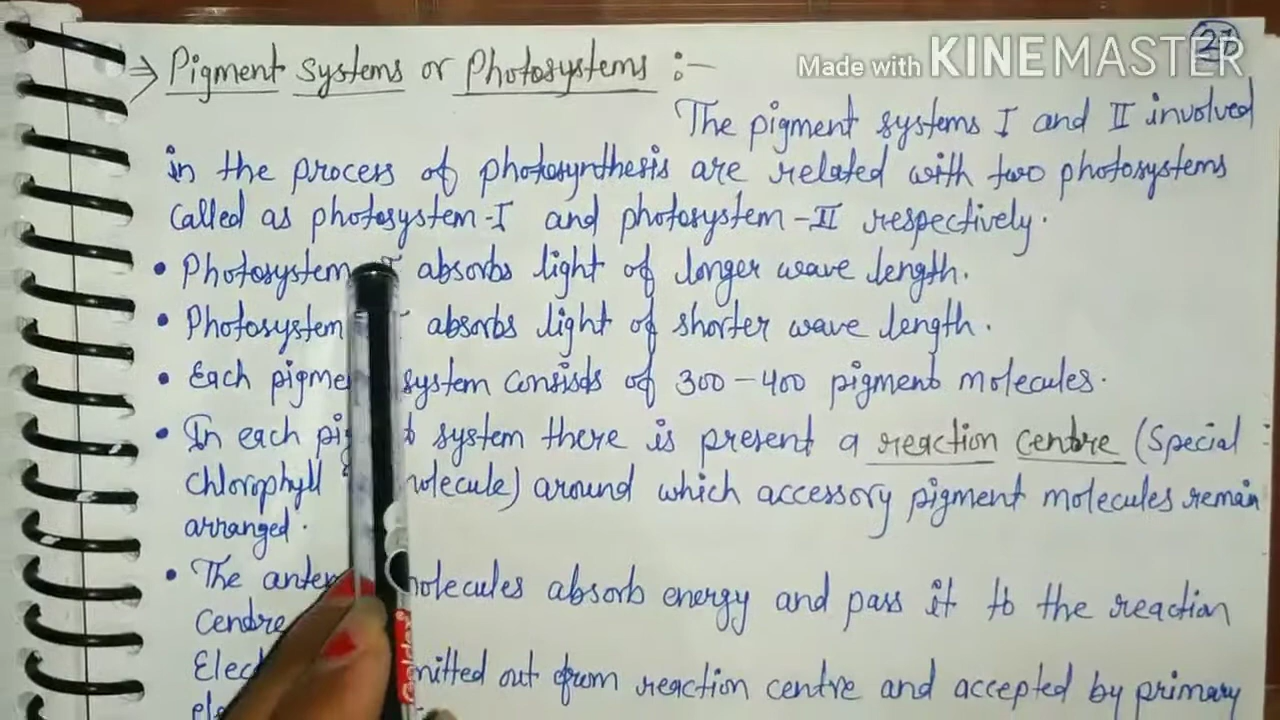 ⇒ Pigment Systems or Photosystems :-
23
Made with KINEMASTER
The pigment systems I and II involved
in the process of photosynthesis are related with two photosystems
called as photosystem-I and photosystem-II respectively.
• Photosystem absorbs light of longer wave length.
• Photosystem absorbs light of shorter wave length.
• Each system consists of 300-400 pigment molecules.
• In each system there is present a reaction centre (Special
chlorophyll around which accessory pigment molecules remain
arranged.
• The absorb energy and pass it to the reaction
Centre
out from reaction centre and accepted by primary